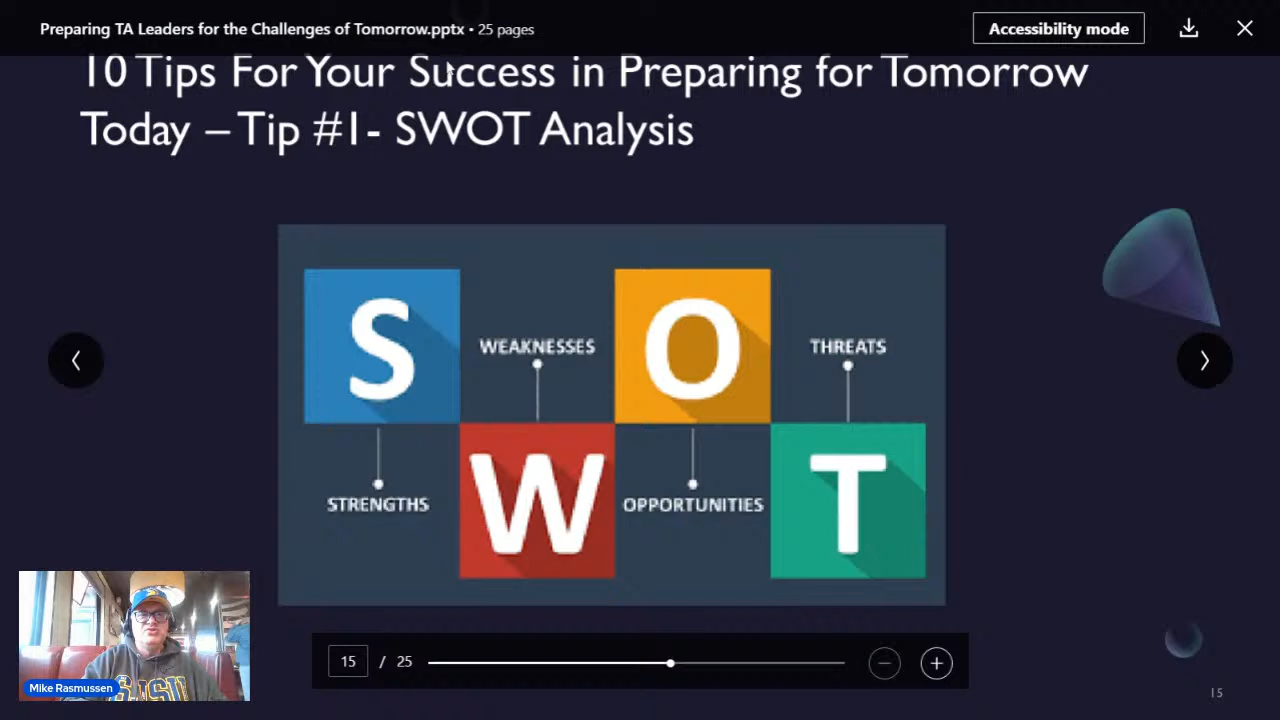 Preparing TA Leaders for the Challenges of Tomorrow.pptx • 25 pages
Accessibility mode
10 Tips For Your Success in Preparing for Tomorrow
Today – Tip #1- SWOT Analysis
S
WEAKNESSES
O
THREATS
STRENGTHS
W
OPPORTUNITIES
T
SJSU
Mike Rasmussen
15 / 25
15